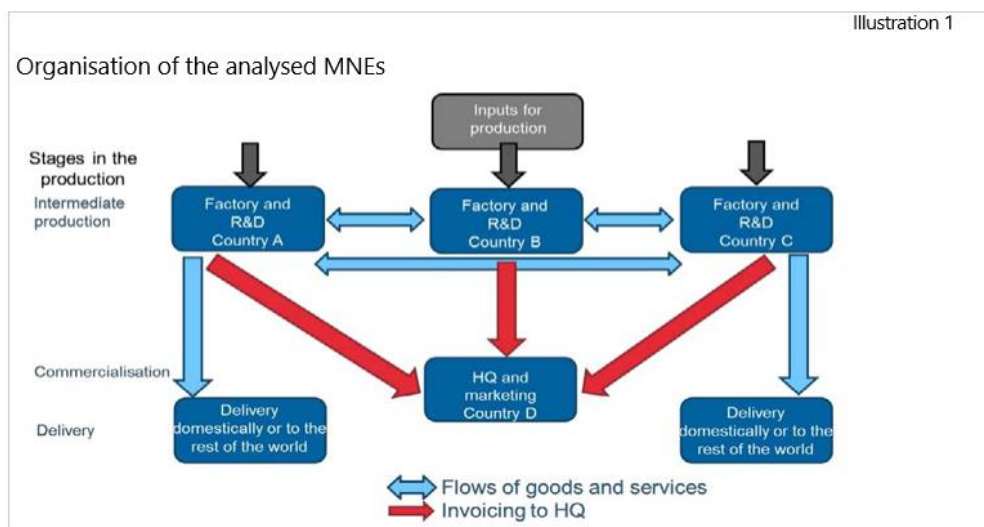 Illustration 1
Organisation of the analysed MNEs
Inputs for
production
Stages in the
production
Intermediate
production
Factory and
R&D
Country A
Factory and
R&D
Country B
Factory and
R&D
Country C
Commercialisation
HQ and
marketing
Country D
Delivery
Delivery
domestically or to the
rest of the world
Delivery
domestically or to the
rest of the world
Flows of goods and services
Invoicing to HQ